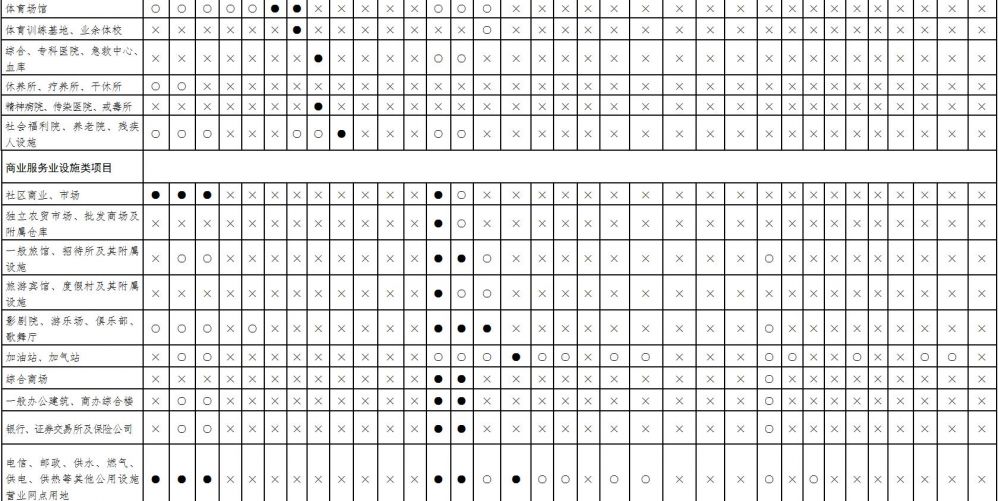 体育场馆
体育训练基地、业余体校
综合、专科医院、急救中心、
血库
休养所、疗养所、干休所
精神病院、传染医院、戒毒所
社会福利院、养老院、残疾
人设施
商业服务业设施类项目
社区商业、市场
独立农贸市场、批发商场及
附属仓库
一般旅馆、招待所及其附属
设施
旅游宾馆、度假村及其附属
设施
影剧院、游乐场、俱乐部、
歌舞厅
加油站、加气站
综合商场
一般办公建筑、商办综合楼
银行、证券交易所及保险公司
电信、邮政、供水、燃气、
供电、供热等其他公用设施
营业网点用地